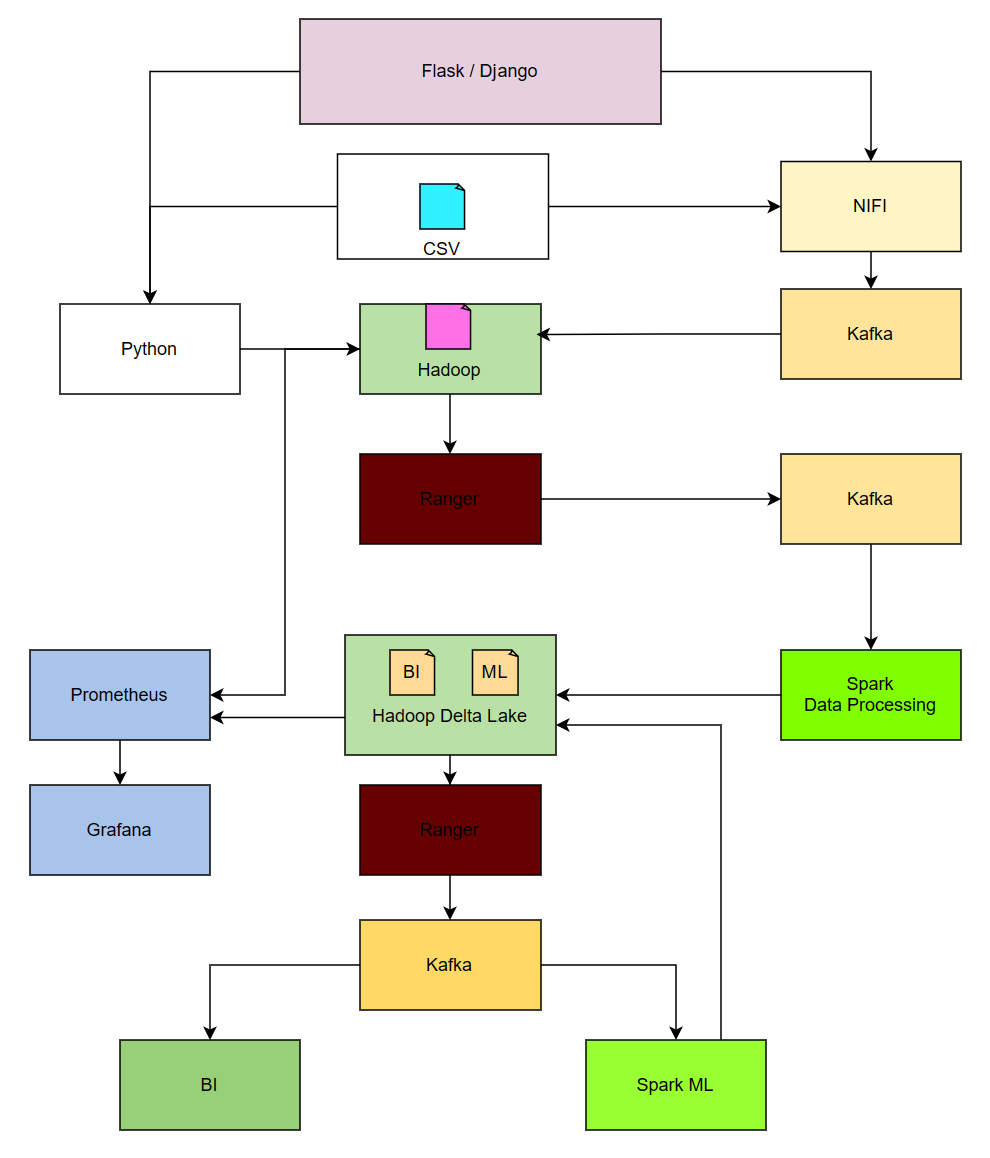 Flask / Django
CSV
NIFI
Python
Hadoop
Kafka
Ranger
Kafka
Prometheus
BI
ML
Hadoop Delta Lake
Spark
Data Processing
Grafana
Ranger
Kafka
BI
Spark ML